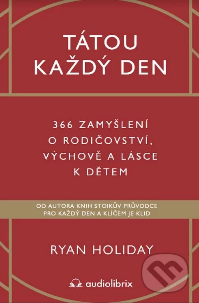 TÁTOU
KAŽDÝ DEN
366 ZAMYŠLENÍ
O RODIČOVSTVÍ,
VÝCHOVĚ A LÁSCE
K DĚTEM
OD AUTORA KNIH STOIKŮV PRŮVODCE
PRO KAŽDÝ DEN A KLÍČEM JE KLID
RYAN HOLIDAY
audiolibrix
M